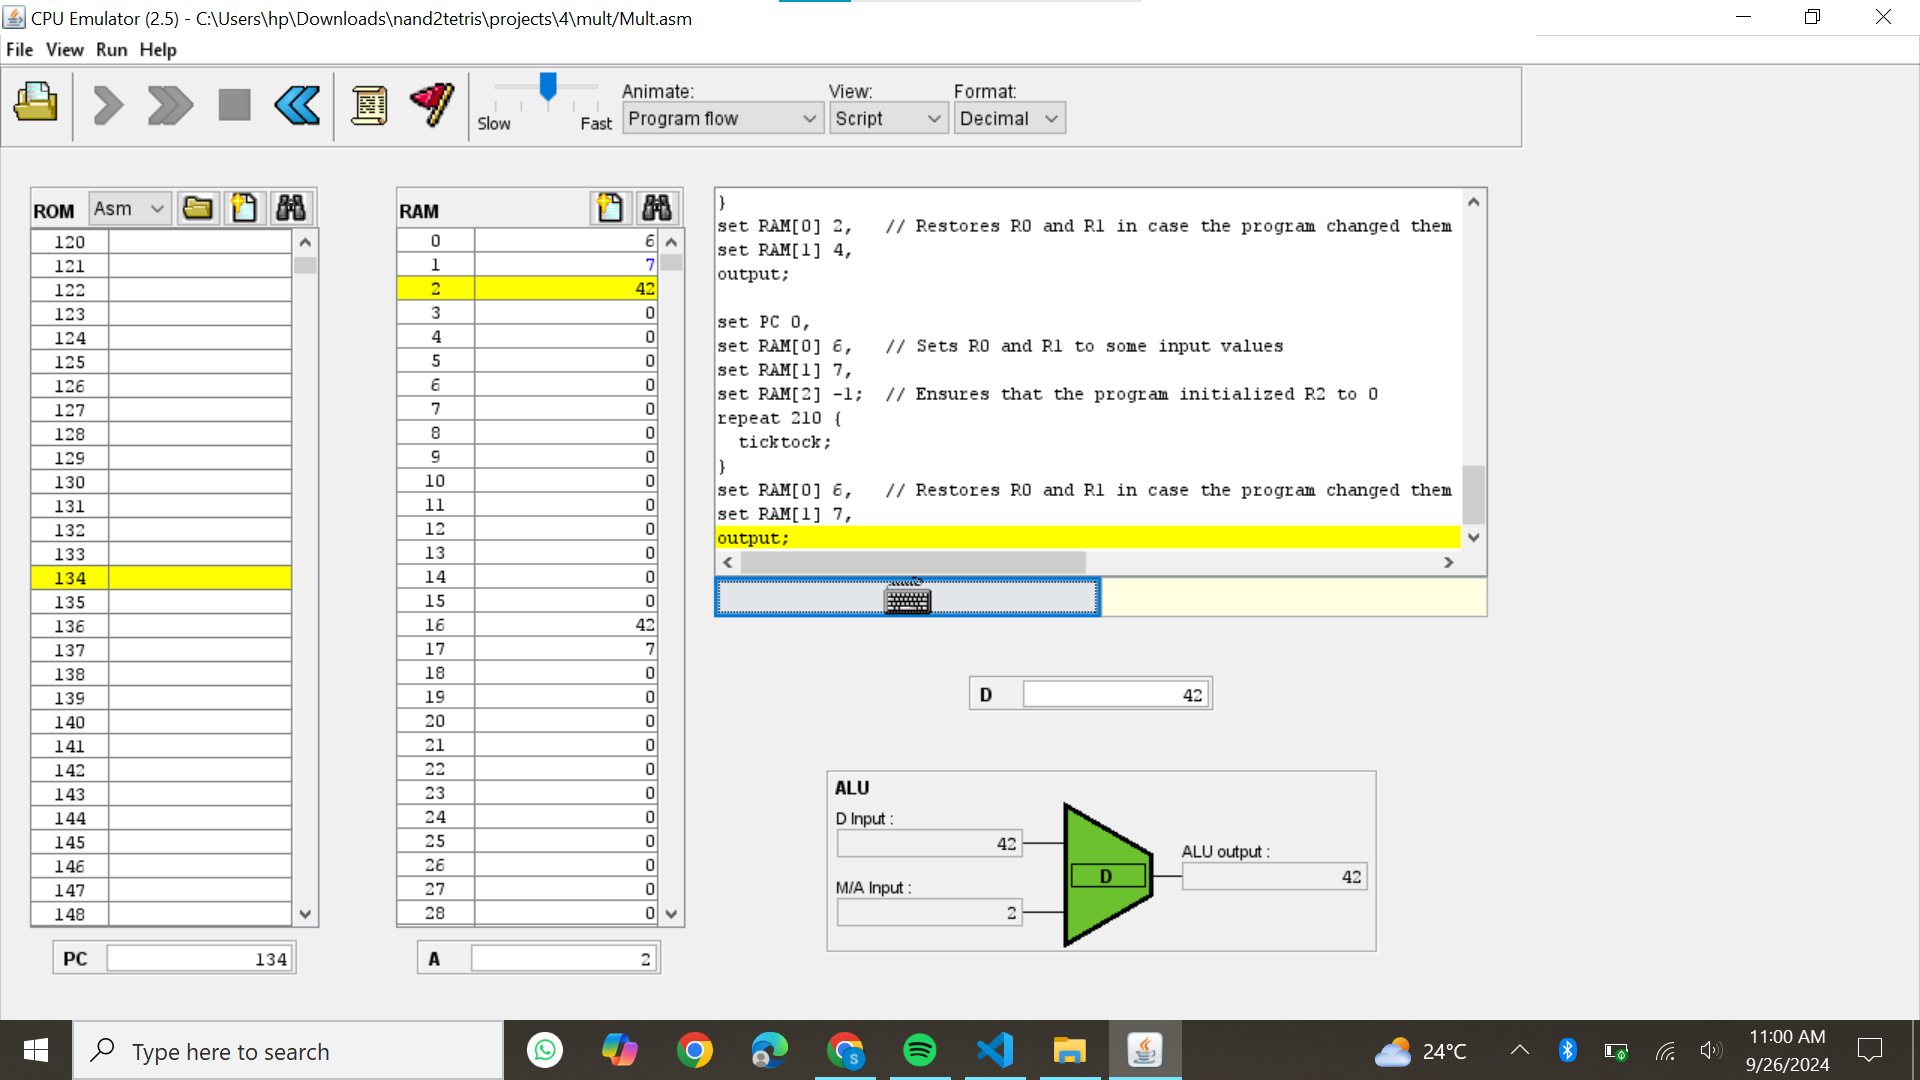 CPU Emulator (2.5) - C:\Users\hp\Downloads\nand2tetris\projects\4\mult/Mult.asm
File View Run Help
Slow Fast
Animate: View: Format:
Program flow Script Decimal
ROM Asm
120
121
122
123
124
125
126
127
128
129
130
131
132
133
134
135
136
137
138
139
140
141
142
143
144
145
146
147
148
PC 134
RAM
0 6
1 7
2 42
3 0
4 0
5 0
6 0
7 0
8 0
9 0
10 0
11 0
12 0
13 0
14 0
15 0
16 42
17 7
18 0
19 0
20 0
21 0
22 0
23 0
24 0
25 0
26 0
27 0
28 0
A 2
}
set RAM[0] 2, // Restores R0 and R1 in case the program changed them
set RAM[1] 4,
output;
set PC 0,
set RAM[0] 6, // Sets R0 and R1 to some input values
set RAM[1] 7,
set RAM[2] -1; // Ensures that the program initialized R2 to 0
repeat 210 {
ticktock;
}
set RAM[0] 6, // Restores R0 and R1 in case the program changed them
set RAM[1] 7,
output;
D 42
ALU
D Input :
42
M/A Input :
2
D
ALU output :
42
Type here to search
S
24°C
11:00 AM
9/26/2024